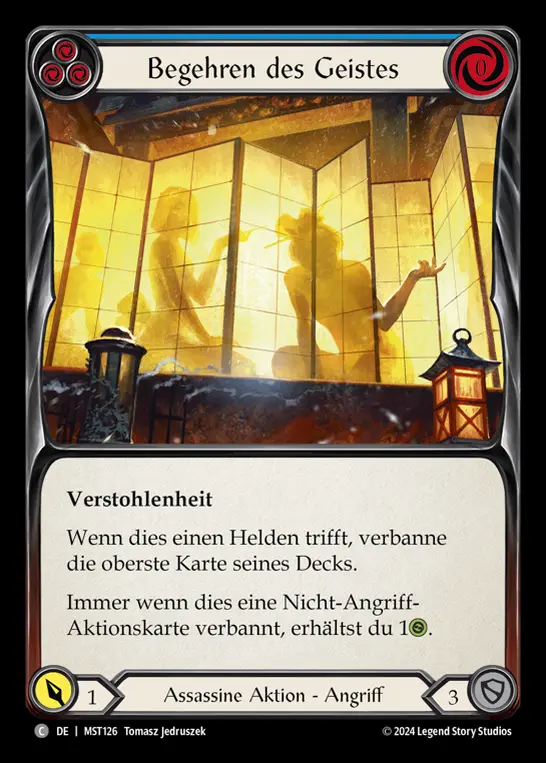 Begehren des Geistes
0
Verstohlenheit
Wenn dies einen Helden trifft, verbanne
die oberste Karte seines Decks.
Immer wenn dies eine Nicht-Angriff-
Aktionskarte verbannt, erhältst du 1.
1
Assassine Aktion - Angriff
3
C DE | MST126 Tomasz Jedruszek
© 2024 Legend Story Studios